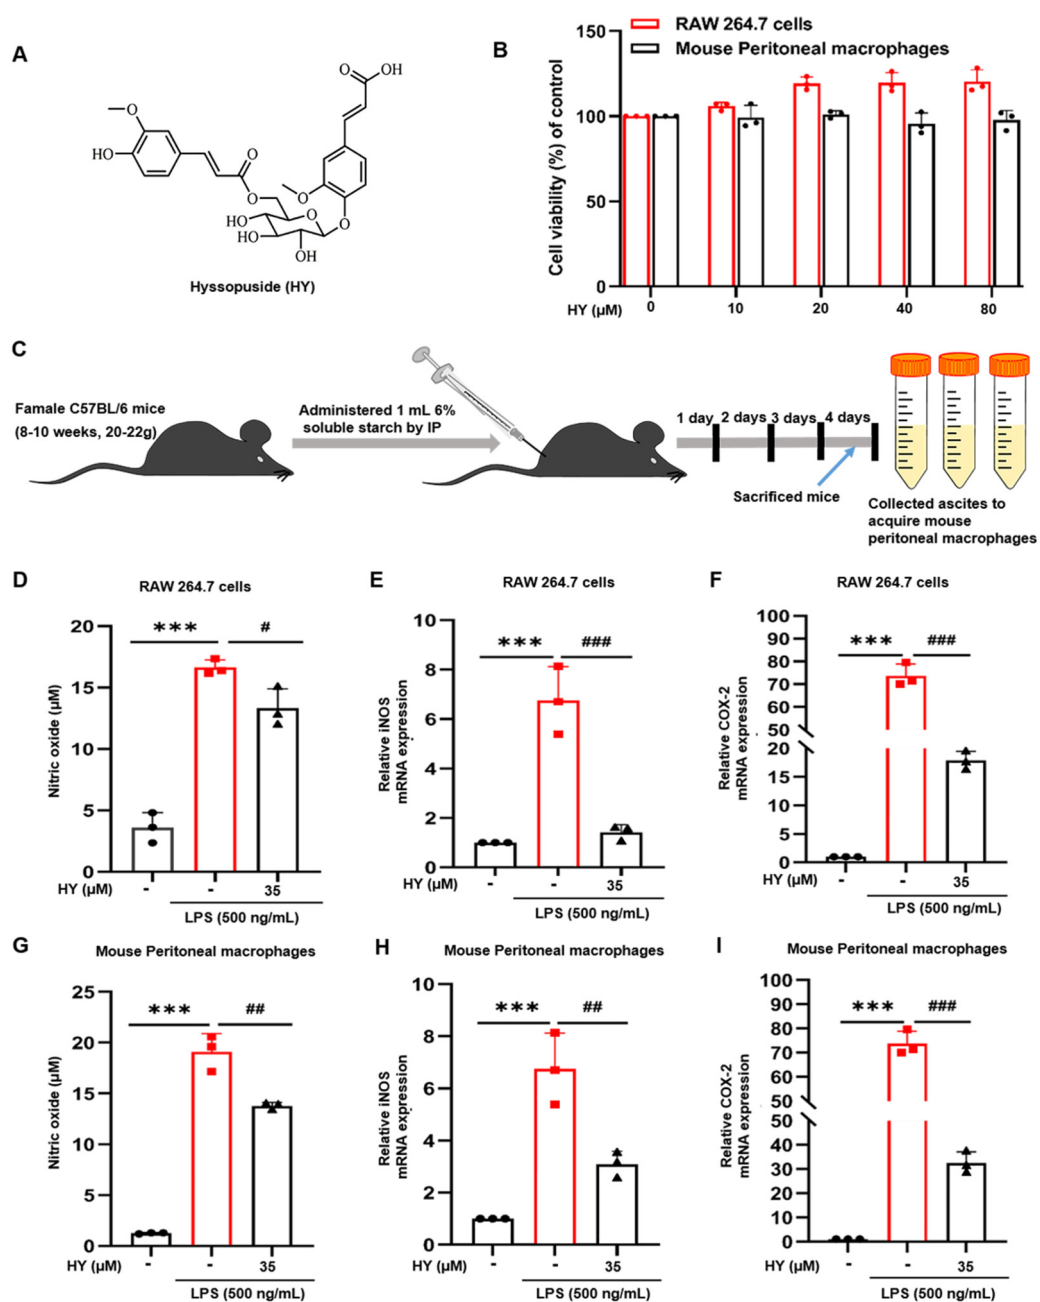 A
O
OH
O
HO
O
O
O
O
HO
O
HO
O
OH
Hyssopuside (HY)
B
RAW 264.7 cells
Mouse Peritoneal macrophages
Cell viability (%) of control
150
100
50
0
HY (μM)
0 10 20 40 80
C
Famale C57BL/6 mice
(8-10 weeks, 20-22g)
Administered 1 mL 6%
soluble starch by IP
1 day 2 days 3 days 4 days
Sacrificed mice
Collected ascites to
acquire mouse
peritoneal macrophages
D
RAW 264.7 cells
Nitric oxide (μM)
20
15
10
5
0
*** #
HY (μM) - - 35
LPS (500 ng/mL)
E
RAW 264.7 cells
Relative iNOS
mRNA expression
10
8
6
4
2
0
*** ###
HY (μM) - - 35
LPS (500 ng/mL)
F
RAW 264.7 cells
Relative COX-2
mRNA expression
100
90
80
70
60
50
20
15
10
5
0
*** ###
HY (μM) - - 35
LPS (500 ng/mL)
G
Mouse Peritoneal macrophages
Nitric oxide (μM)
25
20
15
10
5
0
*** ##
HY (μM) - - 35
LPS (500 ng/mL)
H
Mouse Peritoneal macrophages
Relative iNOS
mRNA expression
10
8
6
4
2
0
*** ##
HY (μM) - - 35
LPS (500 ng/mL)
I
Mouse Peritoneal macrophages
Relative COX-2
mRNA expression
100
90
80
70
60
50
50
40
30
20
10
0
*** ###
HY (μM) - - 35
LPS (500 ng/mL)